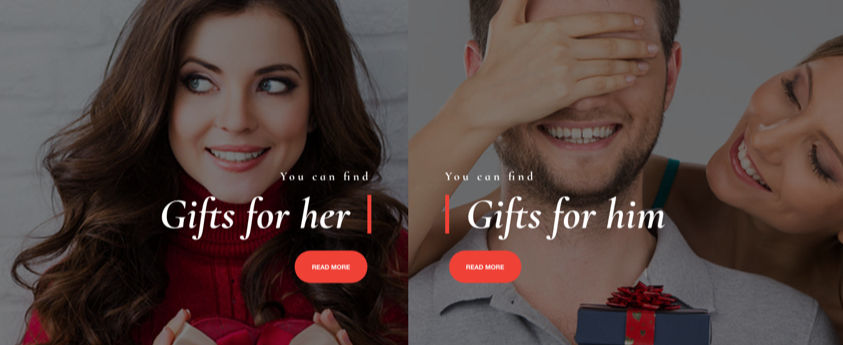 You can find
Gifts for her
READ MORE
You can find
Gifts for him
READ MORE